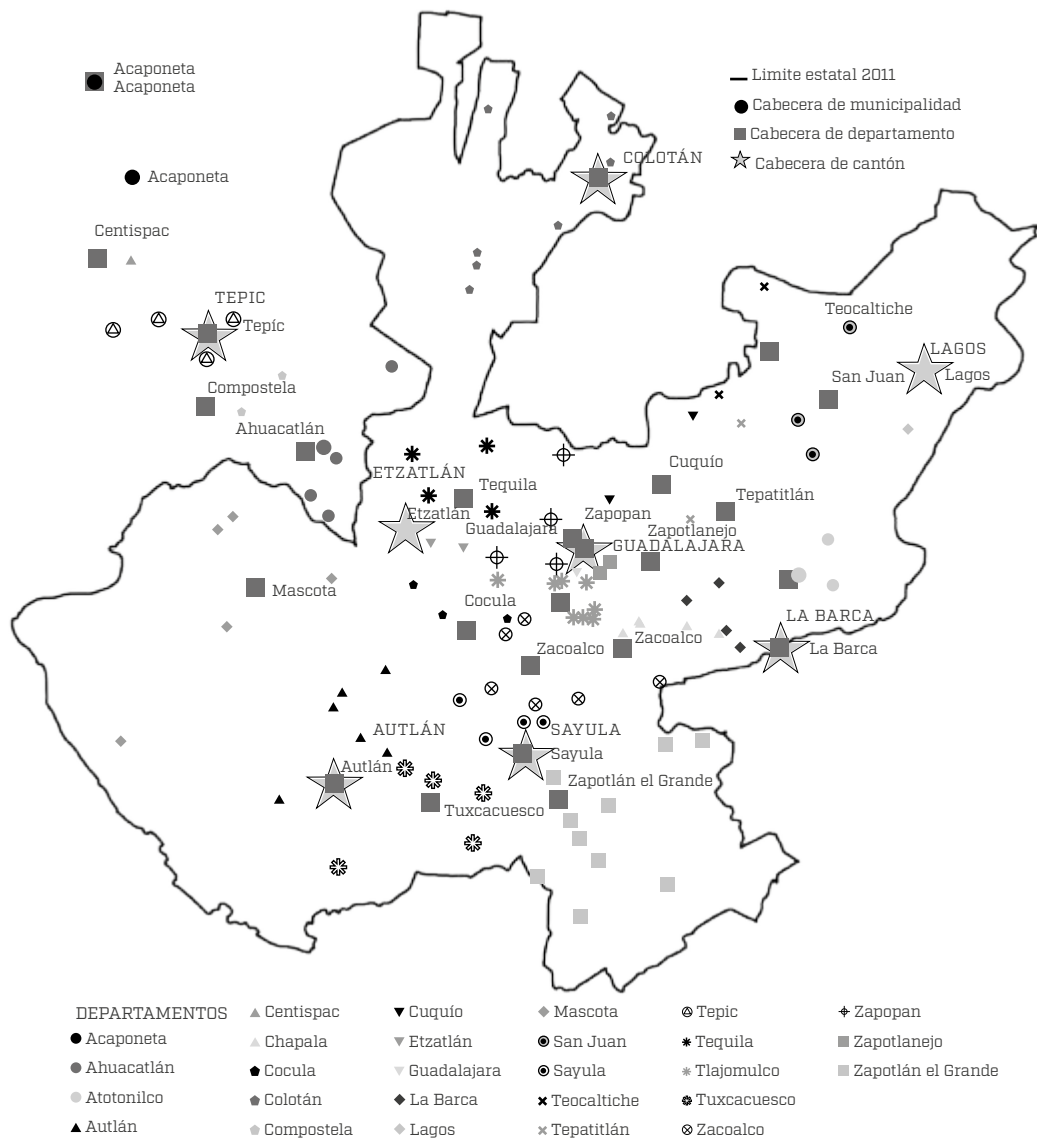 Acaponeta
Acaponeta
Limite estatal 2011
Cabecera de municipalidad
Cabecera de departamento
Cabecera de cantón
COLOTÁN
Acaponeta
Centispac
TEPIC
Tepíc
Compostela
Ahuacatlán
Teocaltiche
LAGOS
Lagos
San Juan
ETZATLÁN
Etzatlán
Tequila
Cuquío
Tepatitlán
Guadalajara
Zapopan
Zapotlanejo
GUADALAJARA
Mascota
Cocula
Zacoalco
Zacoalco
LA BARCA
La Barca
AUTLÁN
Autlán
SAYULA
Sayula
Tuxcacuesco
Zapotlán el Grande
DEPARTAMENTOS
Acaponeta
Ahuacatlán
Atotonilco
Autlán
Centispac
Chapala
Cocula
Colotán
Compostela
Cuquío
Etzatlán
Guadalajara
La Barca
Lagos
Mascota
San Juan
Sayula
Teocaltiche
Tepatitlán
Tepic
Tequila
Tlajomulco
Tuxcacuesco
Zacoalco
Zapopan
Zapotlanejo
Zapotlán el Grande